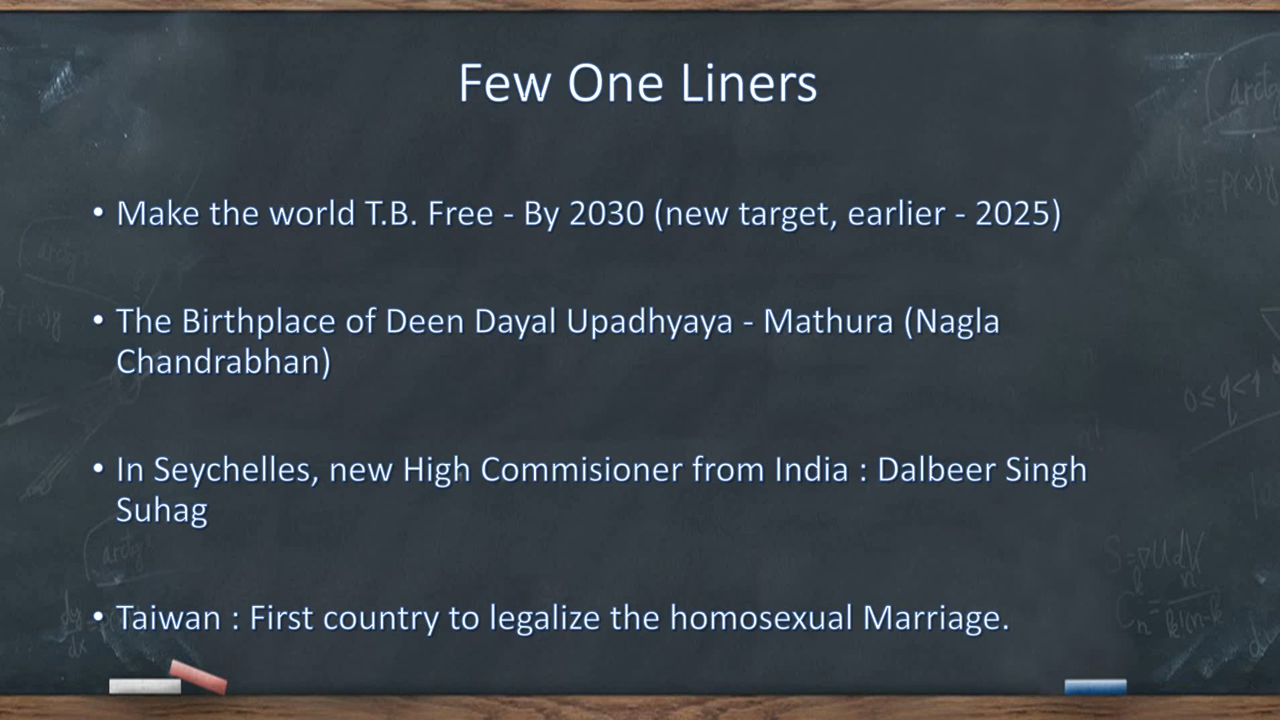 Few One Liners
• Make the world T.B. Free - By 2030 (new target, earlier - 2025)
• The Birthplace of Deen Dayal Upadhyaya - Mathura (Nagla
Chandrabhan)
• In Seychelles, new High Commisioner from India : Dalbeer Singh
Suhag
• Taiwan : First country to legalize the homosexual Marriage.